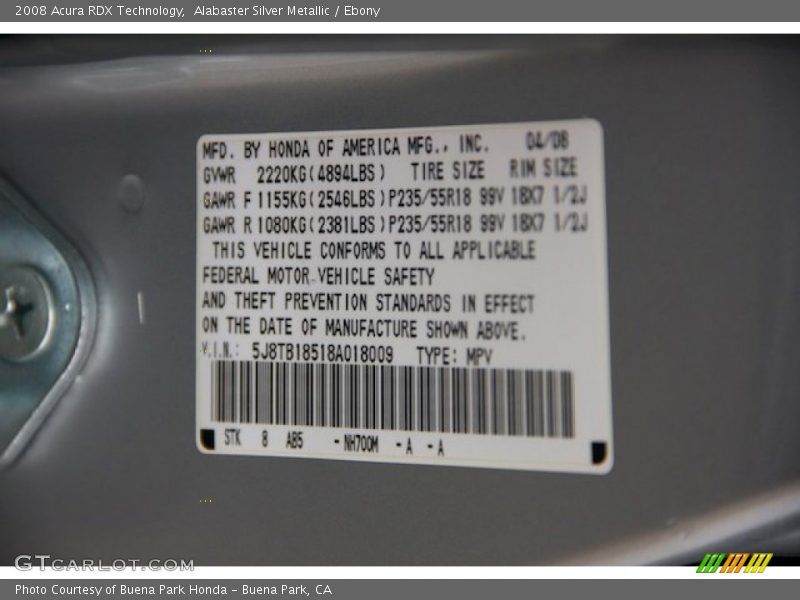 2008 Acura RDX Technology,  Alabaster Silver Metallic / Ebony
MFD. BY HONDA OF AMERICA MFG., INC. 04/08
GVWR 2220KG(4894LBS) TIRE SIZE RIM SIZE
GAWR F 1155KG(2546LBS) P235/55R18 99V 18X7 1/2J
GAWR R 1080KG(2381LBS) P235/55R18 99V 18X7 1/2J
THIS VEHICLE CONFORMS TO ALL APPLICABLE
FEDERAL MOTOR VEHICLE SAFETY
AND THEFT PREVENTION STANDARDS IN EFFECT
ON THE DATE OF MANUFACTURE SHOWN ABOVE.
V.I.N.: 5J8TB18518A018009 TYPE: MPV
STK 8 AB5 -NH700M -A -A
GTCARLOT.COM
Photo Courtesy of Buena Park Honda - Buena Park, CA